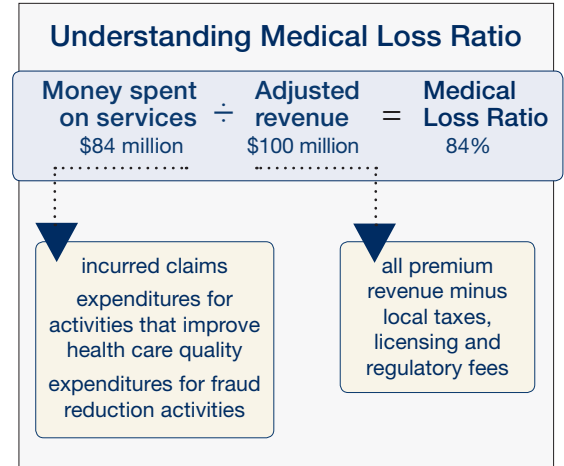 Understanding Medical Loss Ratio
Money spent on services ÷ Adjusted revenue = Medical Loss Ratio
$84 million $100 million 84%
incurred claims
expenditures for
activities that improve
health care quality
expenditures for fraud
reduction activities
all premium
revenue minus
local taxes,
licensing and
regulatory fees